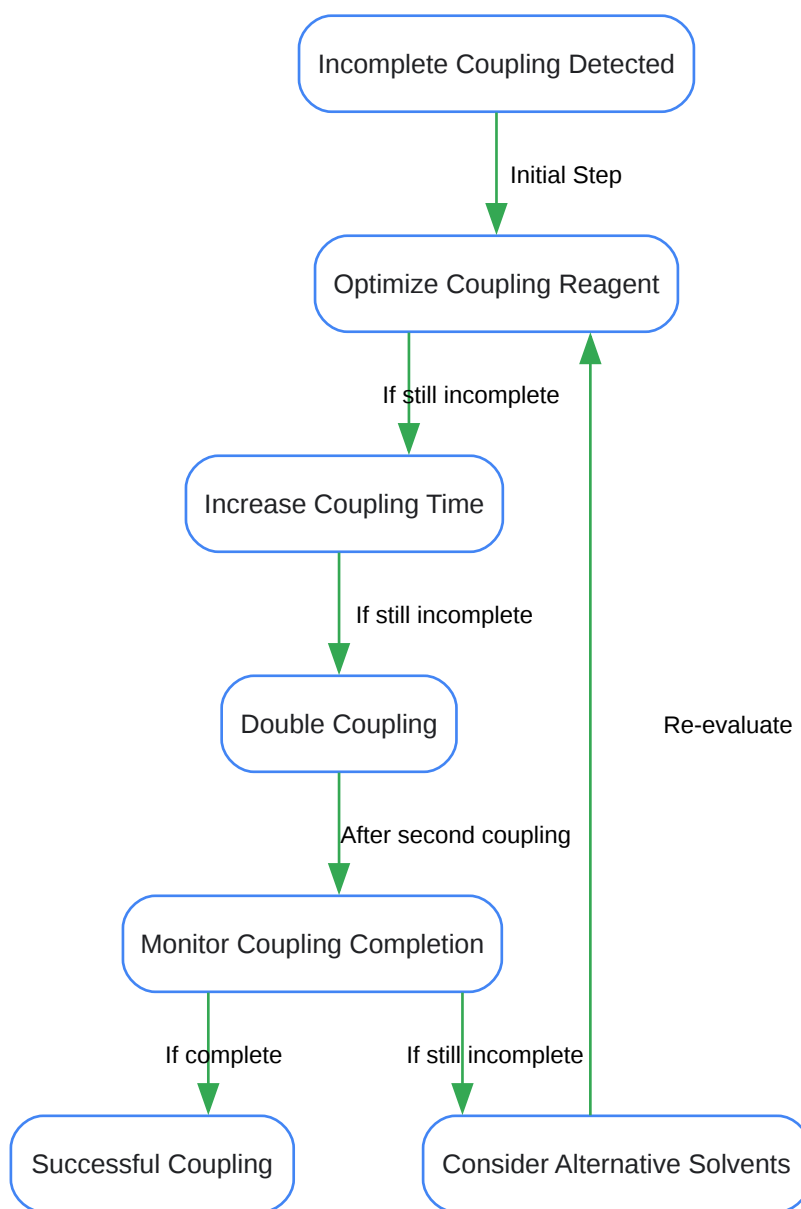 Incomplete Coupling Detected
Initial Step
Optimize Coupling Reagent
If still incomplete
Increase Coupling Time
If still incomplete
Double Coupling
Re-evaluate
After second coupling
Monitor Coupling Completion
If complete
If still incomplete
Successful Coupling
Consider Alternative Solvents